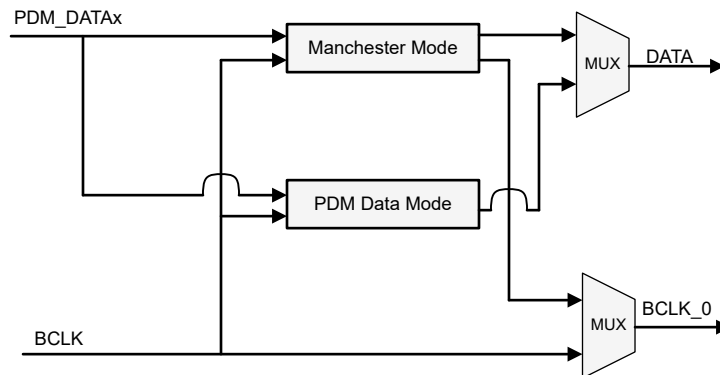 PDM_DATAx
Manchester Mode
MUX
DATA
PDM Data Mode
BCLK
MUX
BCLK_0